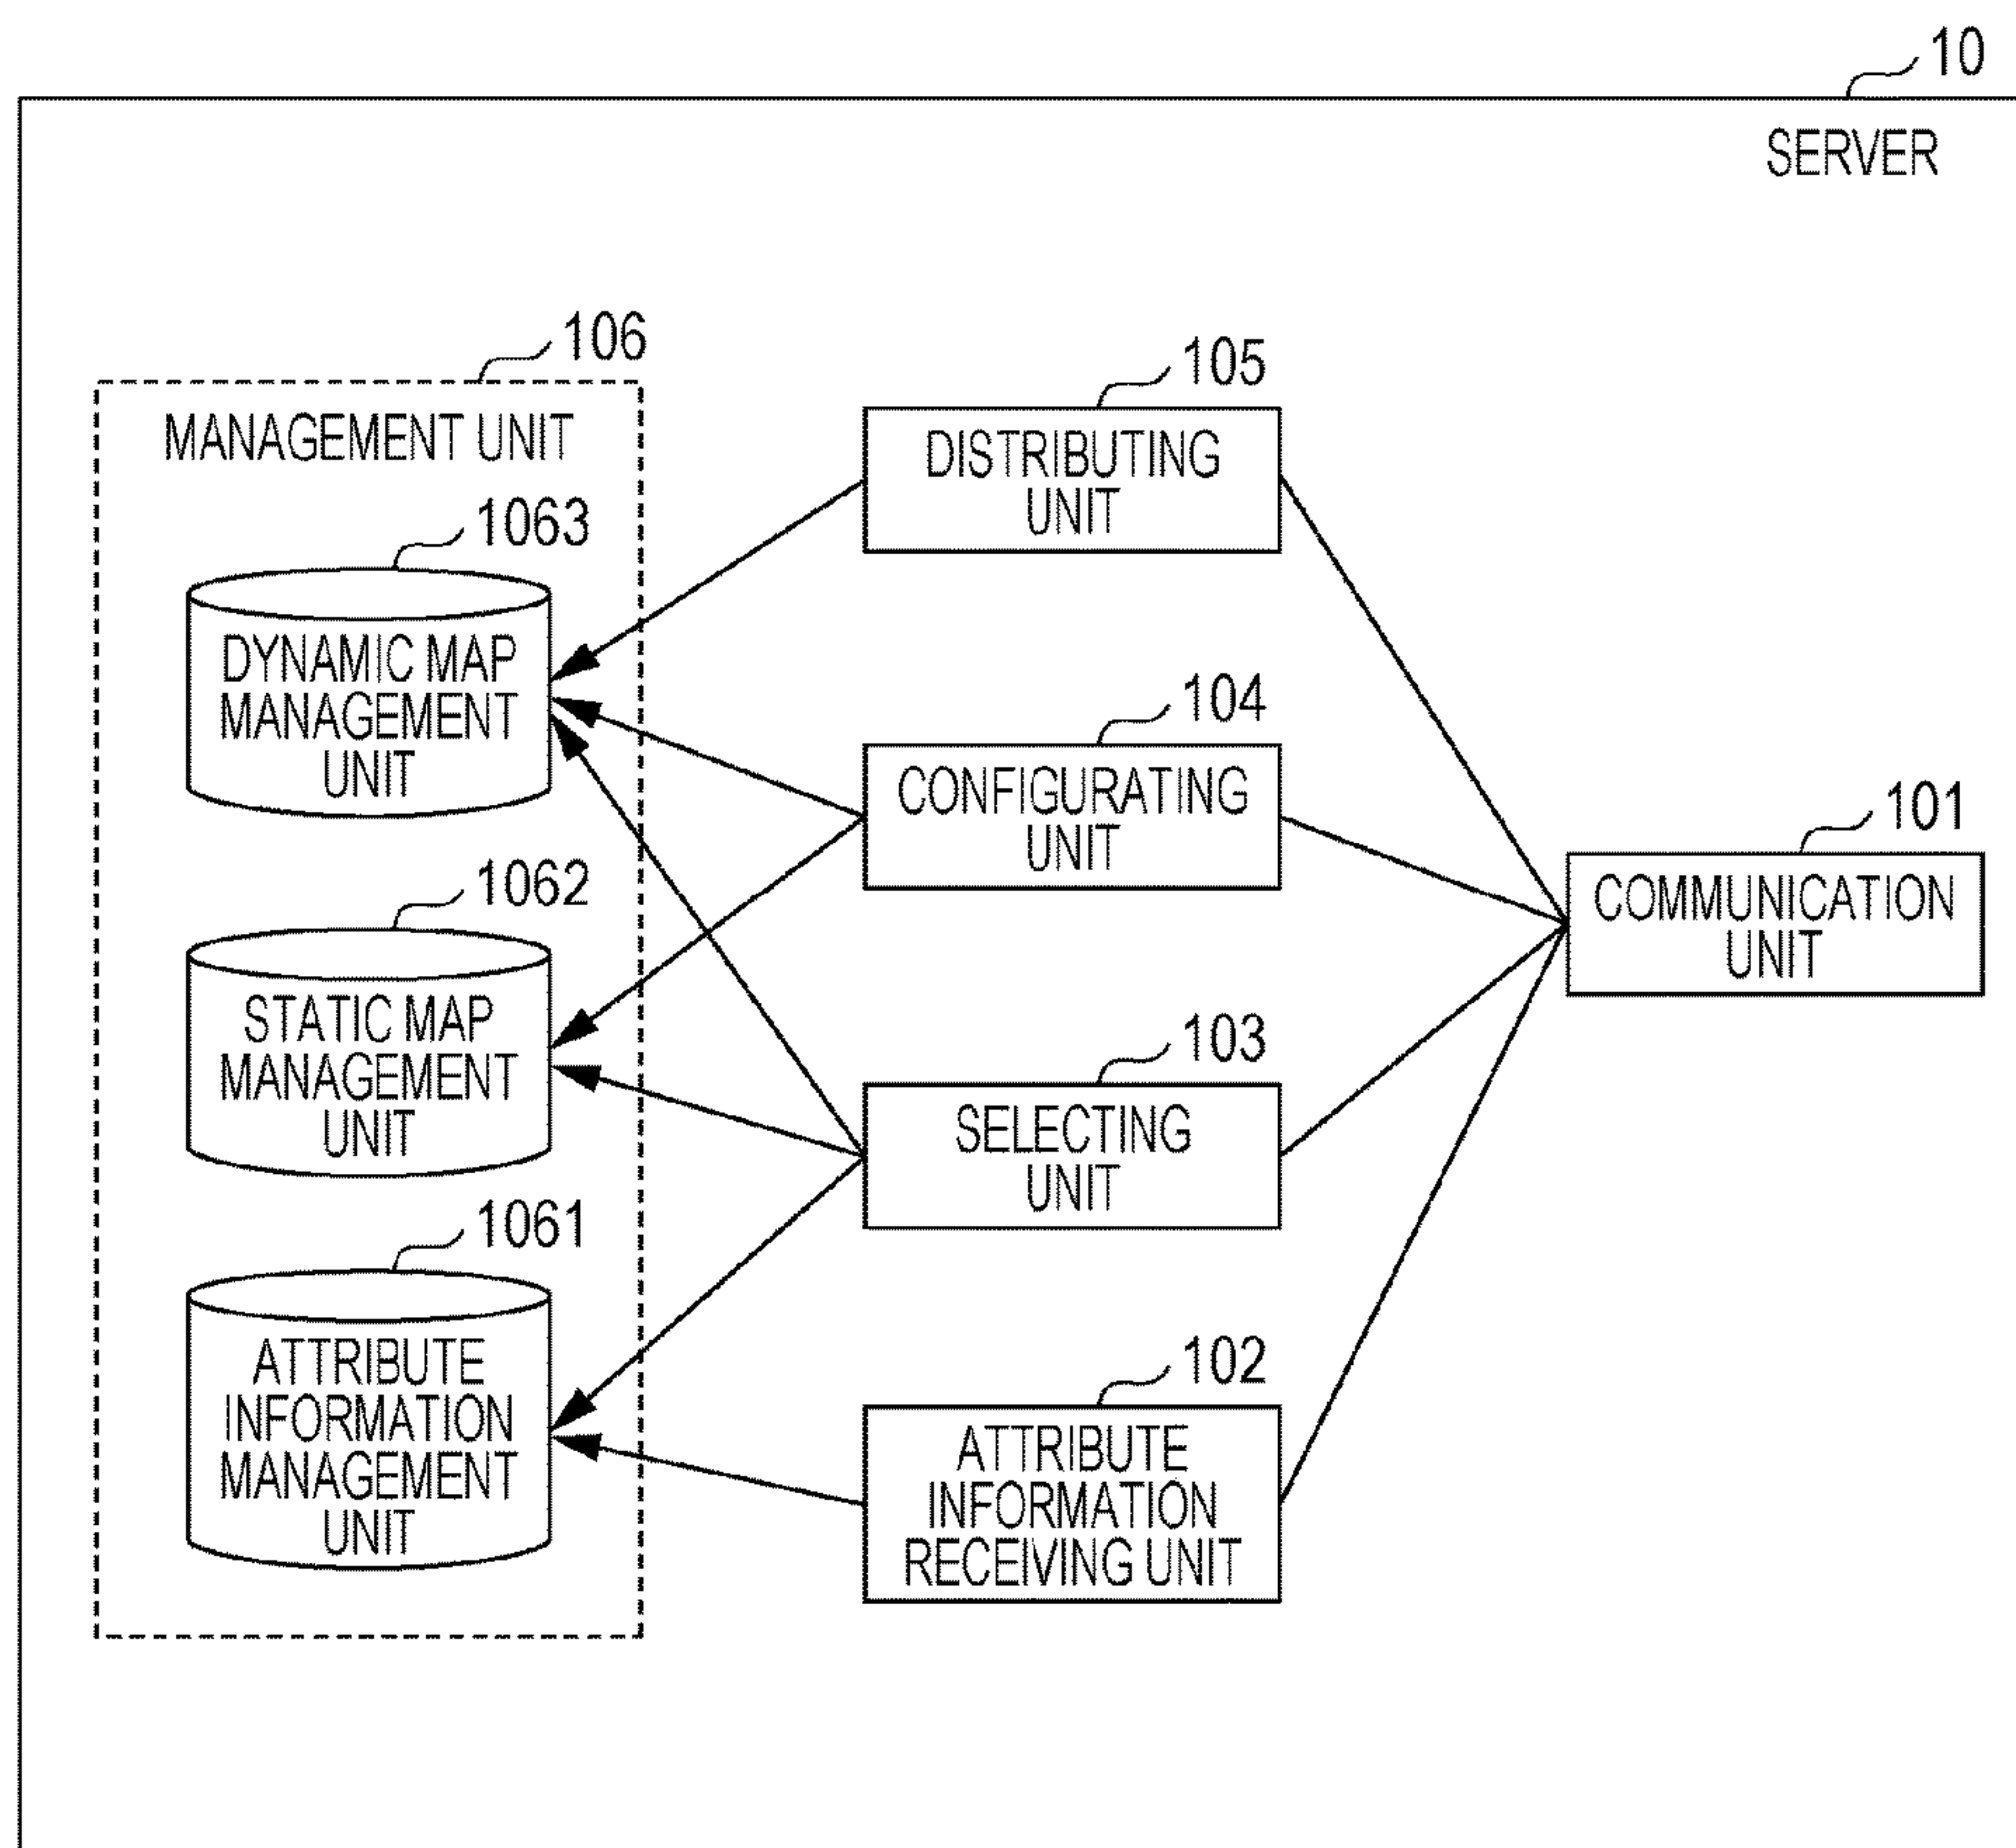 10
SERVER
106
MANAGEMENT UNIT
1063
DYNAMIC MAP
MANAGEMENT
UNIT
1062
STATIC MAP
MANAGEMENT
UNIT
1061
ATTRIBUTE
INFORMATION
MANAGEMENT
UNIT
105
DISTRIBUTING
UNIT
104
CONFIGURATING
UNIT
103
SELECTING
UNIT
102
ATTRIBUTE
INFORMATION
RECEIVING UNIT
101
COMMUNICATION
UNIT